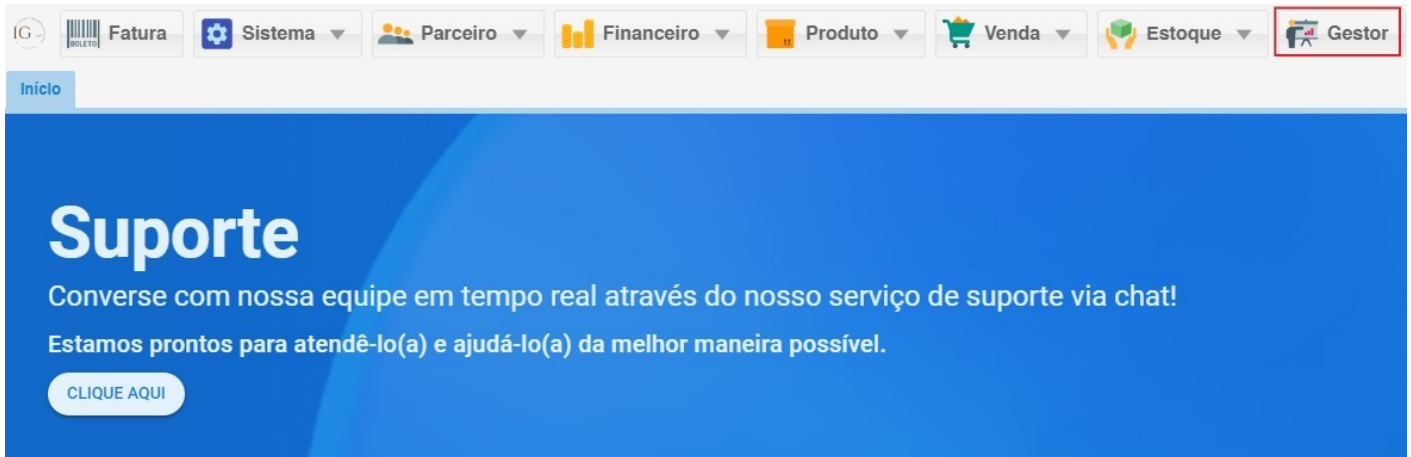 IG
BOLETO Fatura Sistema Parceiro Financeiro Produto Venda Estoque Gestor
Início
Suporte
Converse com nossa equipe em tempo real através do nosso serviço de suporte via chat!
Estamos prontos para atendê-lo(a) e ajudá-lo(a) da melhor maneira possível.
CLIQUE AQUI